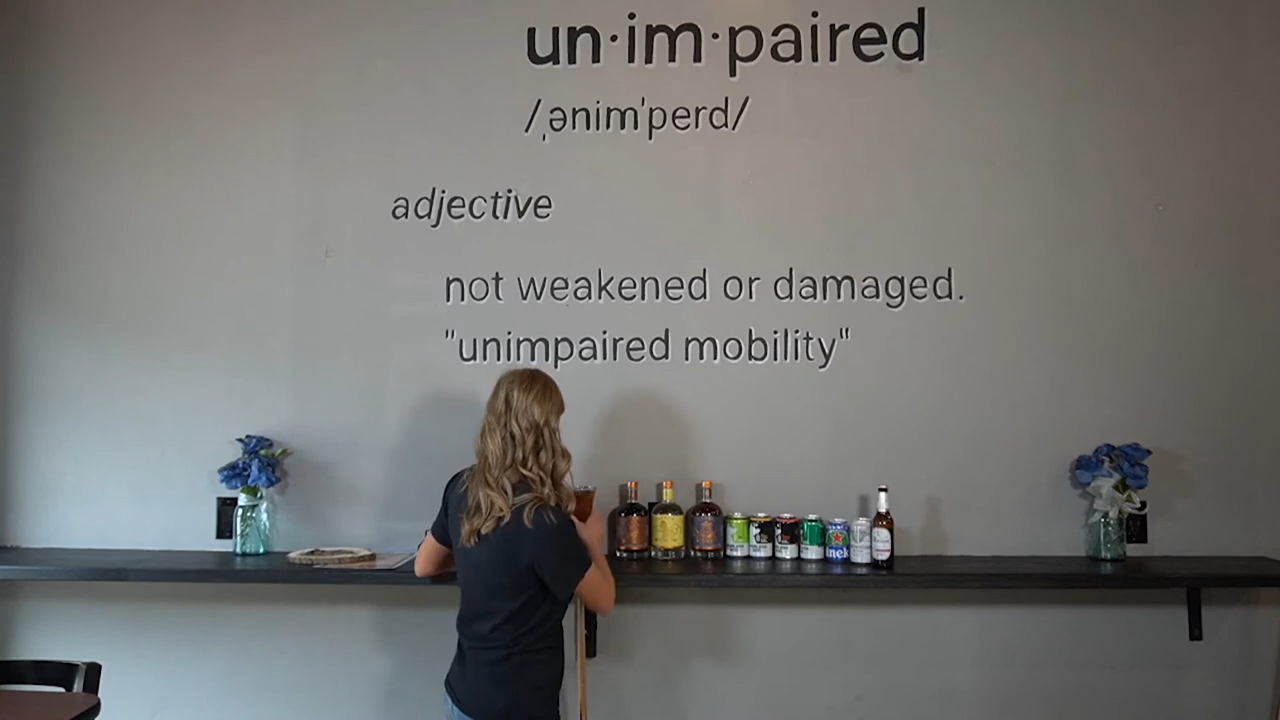 un·im·paired
/ˌənimˈperd/
adjective
not weakened or damaged.
"unimpaired mobility"